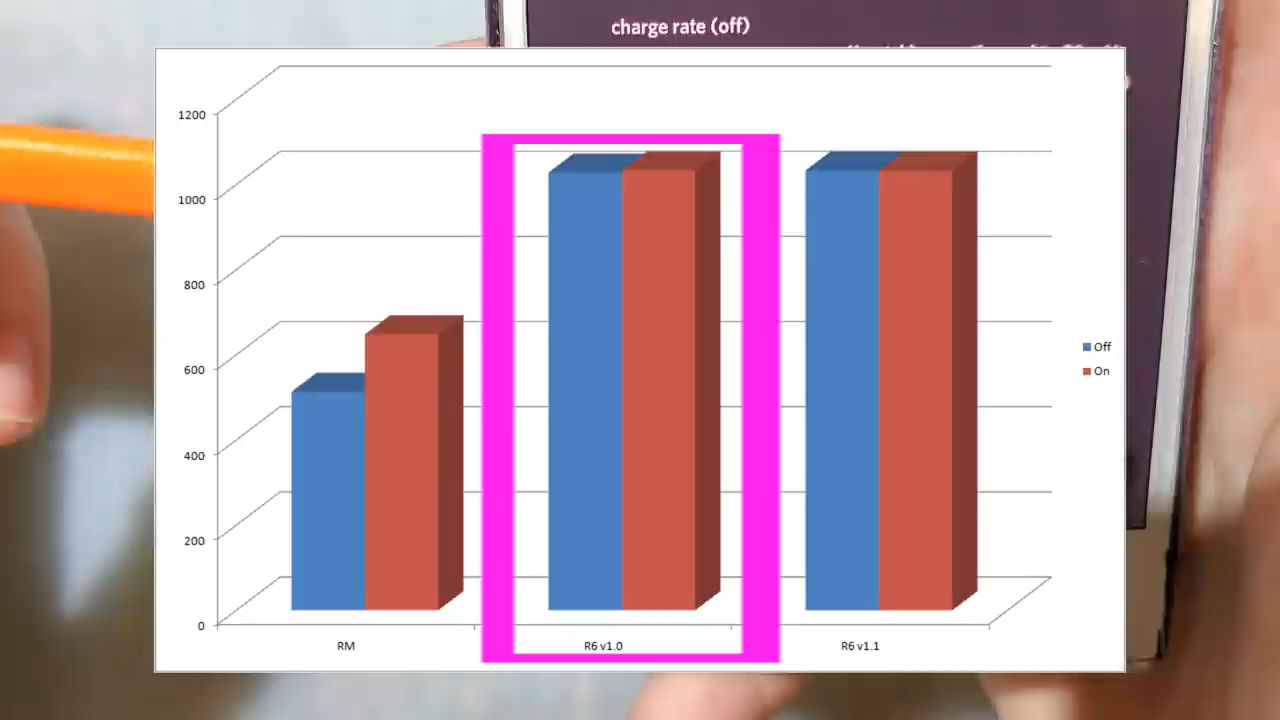 charge rate (off)
1200
1000
800
600
400
200
0
RM
R6 v1.0
R6 v1.1
Off
On